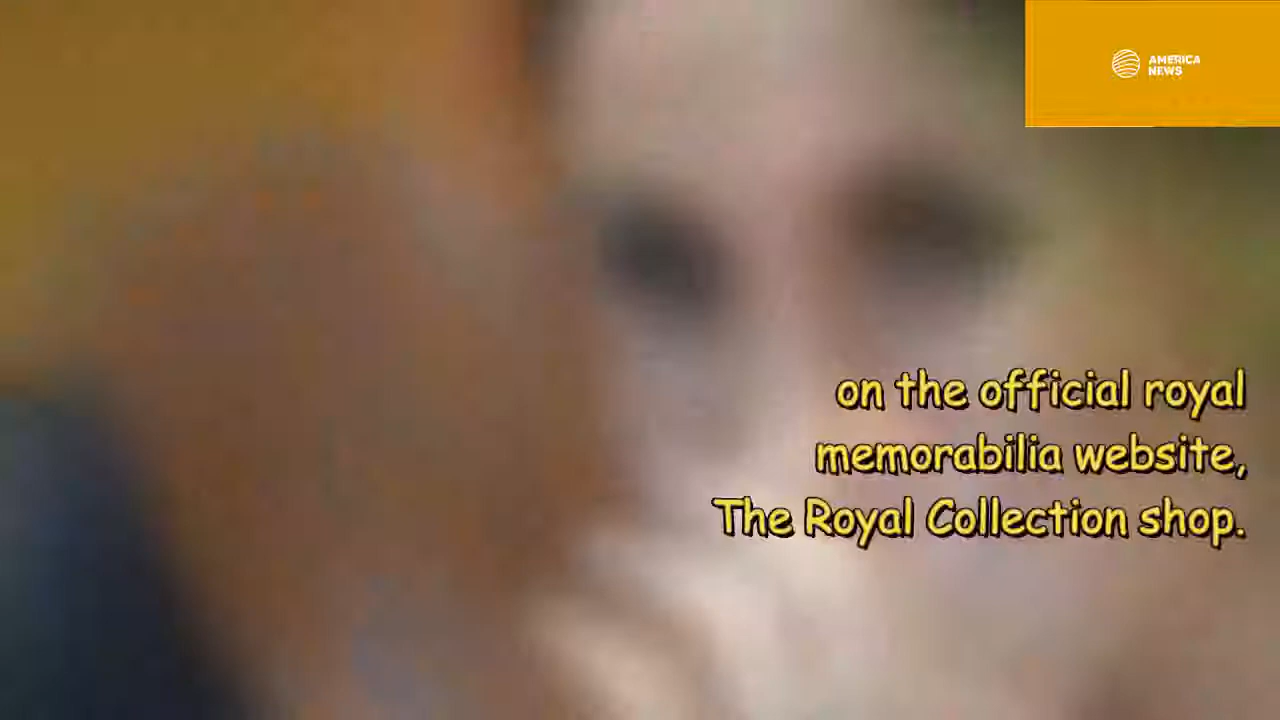 AMERICA
NEWS
on the official royal
memorabilia website,
The Royal Collection shop.